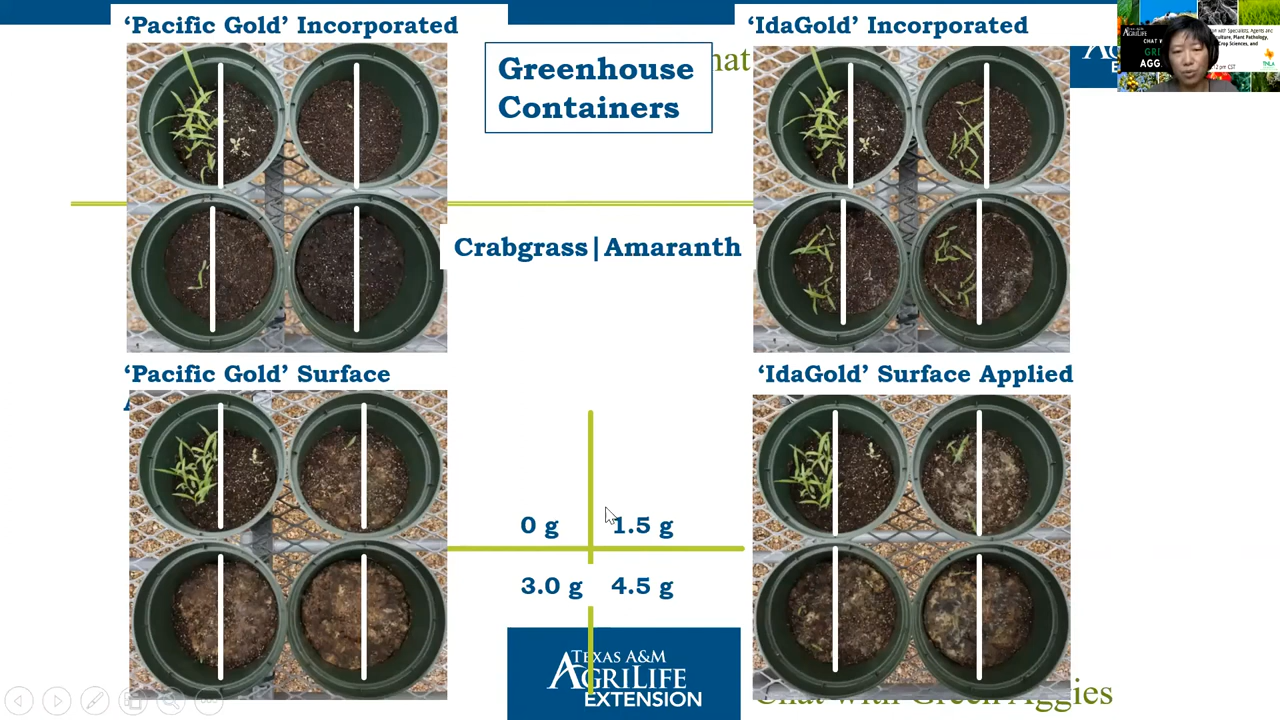 ‘Pacific Gold’ Incorporated
‘IdaGold’ Incorporated
Greenhouse
Containers
hat
Crabgrass|Amaranth
‘Pacific Gold’ Surface
‘IdaGold’ Surface Applied
0 g
1.5 g
3.0 g
4.5 g
TEXAS A&M
AGRILIFE
EXTENSION
Chat with Green Aggies